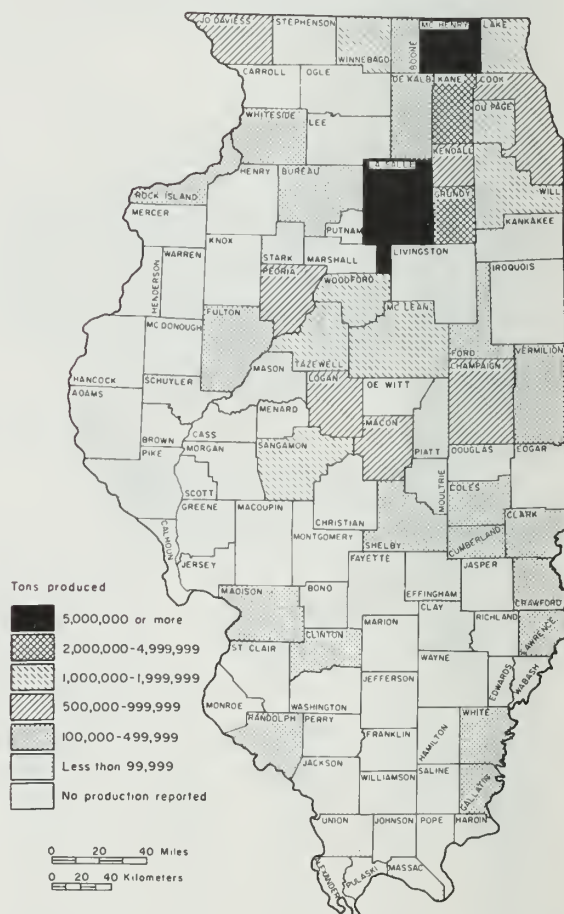 JO DAVIESS
STEPHENSON
WINNEBAGO
BOONE
MC HENRY
LAKE
CARROLL
OGLE
DE KALB
KANE
COOK
DU PAGE
WHITESIDE
LEE
KENDALL
LA SALLE
WILL
ROCK ISLAND
HENRY
BUREAU
GRUNDY
MERCER
PUTNAM
KANKAKEE
KNOX
STARK
MARSHALL
LIVINGSTON
IROQUOIS
HENDERSON
WARREN
PEORIA
WOODFORD
MC DONOUGH
FULTON
MC LEAN
FORD
VERMILION
HANCOCK
SCHUYLER
MASON
TAZEWELL
LOGAN
DE WITT
CHAMPAIGN
ADAMS
MENARD
MACON
PIATT
BROWN
CASS
MORGAN
SANGAMON
DOUGLAS
EDGAR
PIKE
SCOTT
MOULTRIE
COLES
GREENE
MACOUPIN
CHRISTIAN
MONTGOMERY
SHELBY
CUMBERLAND
CLARK
CALHOUN
JERSEY
FAYETTE
EFFINGHAM
JASPER
CRAWFORD
MADISON
BOND
CLAY
RICHLAND
LAWRENCE
CLINTON
MARION
ST CLAIR
WAYNE
EDWARDS
WABASH
MONROE
WASHINGTON
JEFFERSON
RANDOLPH
PERRY
FRANKLIN
HAMILTON
WHITE
JACKSON
WILLIAMSON
SALINE
GALLATIN
UNION
JOHNSON
POPE
HARDIN
ALEXANDER
PULASKI
MASSAC
Tons produced
5,000,000 or more
2,000,000-4,999,999
1,000,000-1,999,999
500,000-999,999
100,000-499,999
Less than 99,999
No production reported
0 20 40 Miles
0 20 40 Kilometers